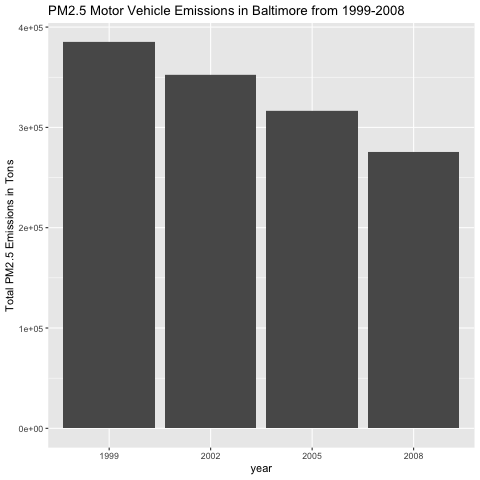 PM2.5 Motor Vehicle Emissions in Baltimore from 1999-2008
Total PM2.5 Emissions in Tons
4e+05
3e+05
2e+05
1e+05
0e+00
1999 2002 2005 2008
year